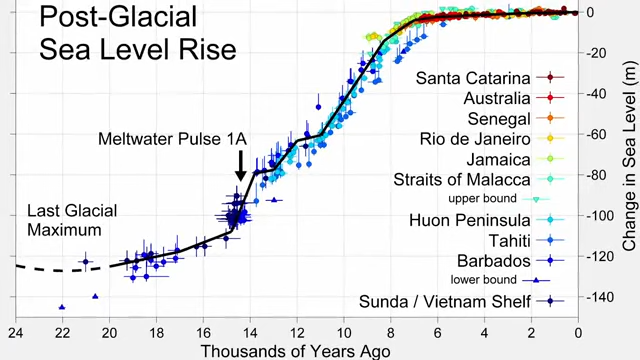 Post-Glacial
Sea Level Rise
Meltwater Pulse 1A
Last Glacial
Maximum
Santa Catarina
Australia
Senegal
Rio de Janeiro
Jamaica
Straits of Malacca
upper bound
Huon Peninsula
Tahiti
Barbados
lower bound
Sunda / Vietnam Shelf
0
-20
-40
-60
-80
-100
-120
-140
Change in Sea Level (m)
24 22 20 18 16 14 12 10 8 6 4 2 0
Thousands of Years Ago